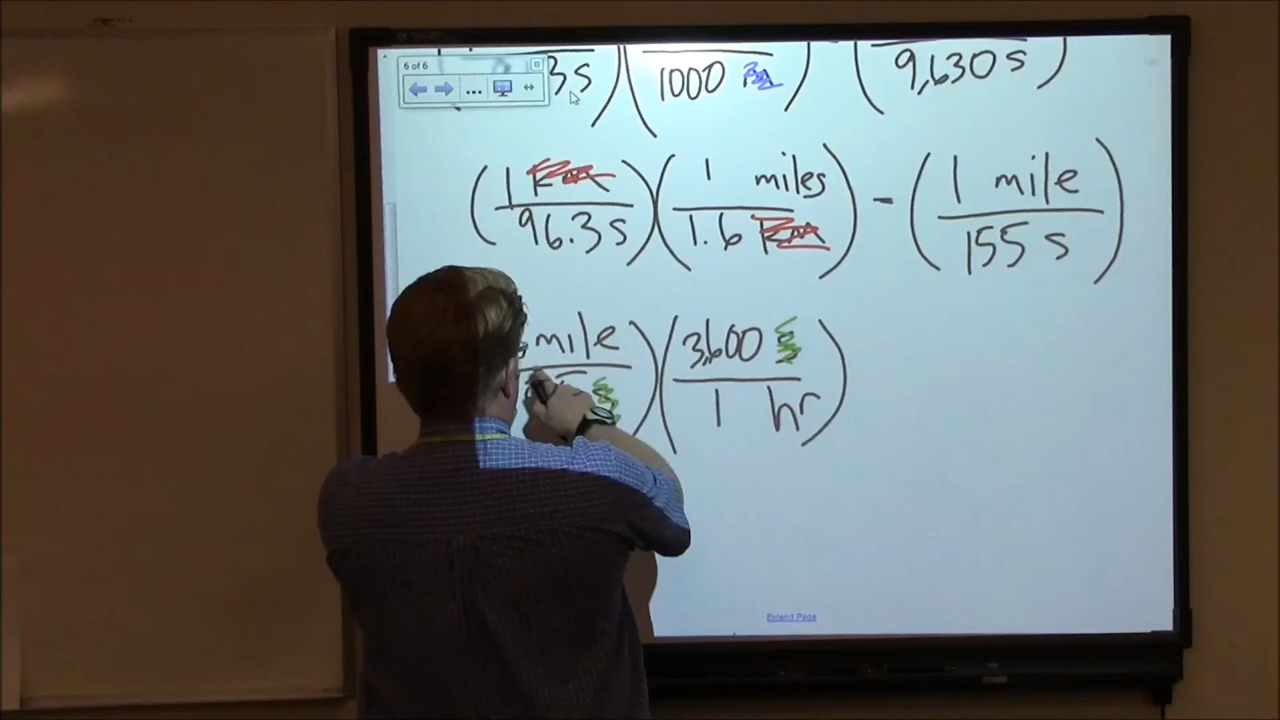 6 of 6
3 s 1000 9,630 s
1 km 1 miles - 1 mile
96.3 s 1.6 km 155 s
mile 3,600 s
s 1 hr
Extend Page